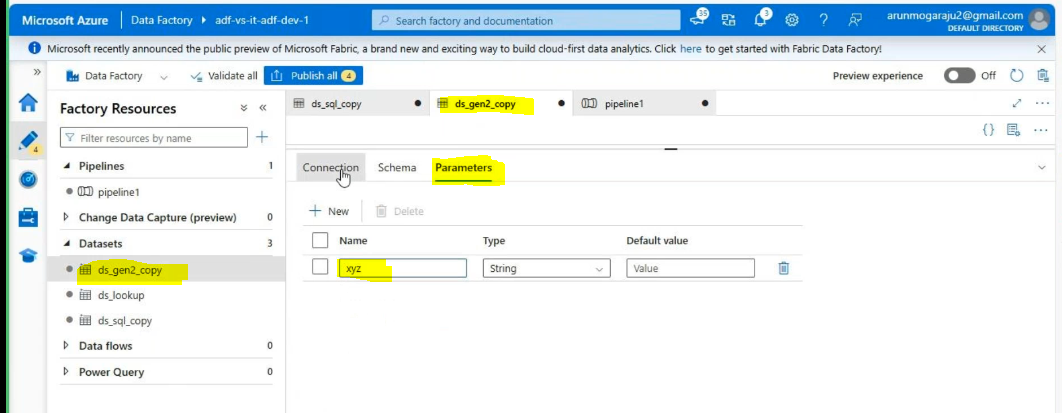 Microsoft Azure Data Factory adf-vs-it-adf-dev-1 Search factory and documentation 35 3 arunmogaraju2@gmail.com
DEFAULT DIRECTORY
Microsoft recently announced the public preview of Microsoft Fabric, a brand new and exciting way to build cloud-first data analytics. Click here to get started with Fabric Data Factory!
Data Factory Validate all Publish all 4 Preview experience Off
Factory Resources
Filter resources by name
4
Pipelines 1
pipeline1
Change Data Capture (preview) 0
Datasets 3
ds_gen2_copy
ds_lookup
ds_sql_copy
Data flows 0
Power Query 0
ds_sql_copy ds_gen2_copy pipeline1
Connection Schema Parameters
New Delete
Name Type Default value
xyz String Value